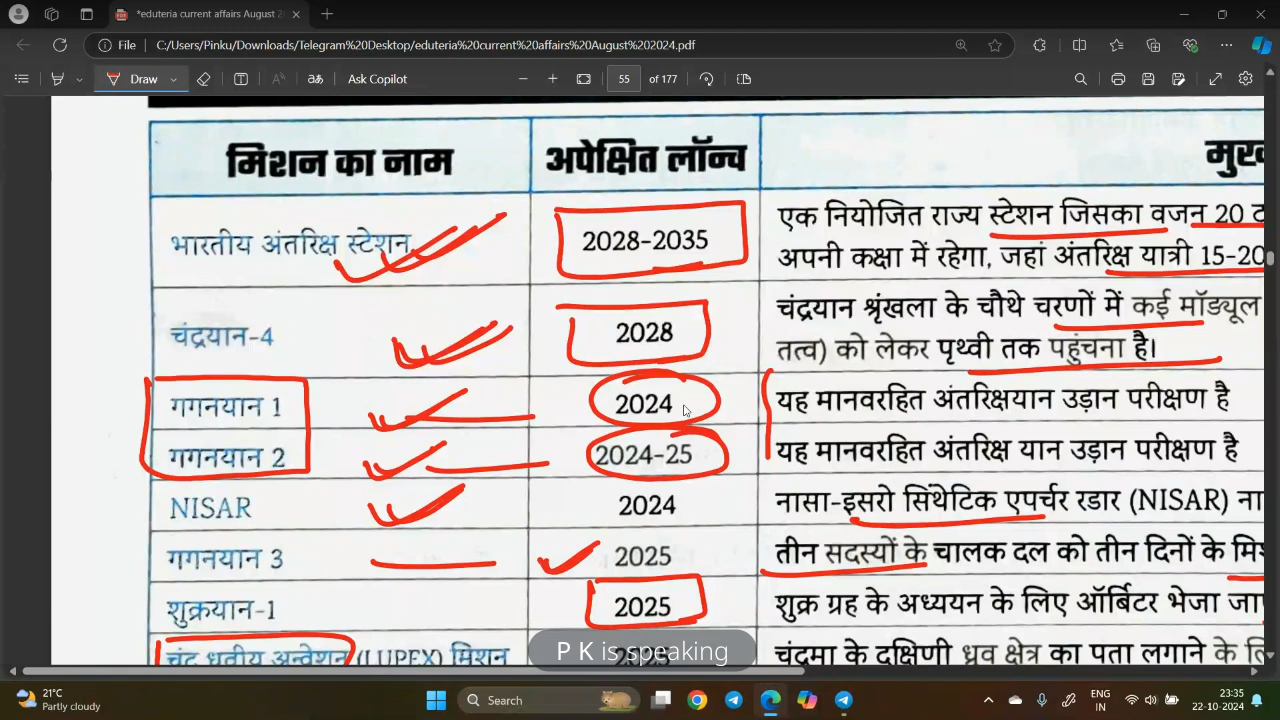 *eduteria current affairs August 2
File
C:/Users/Pinku/Downloads/Telegram%20Desktop/eduteria%20current%20affairs%20August%202024.pdf
Draw
Ask Copilot
55 of 177
मिशन का नाम
अपेक्षित लॉन्च
भारतीय अंतरिक्ष स्टेशन
2028-2035
एक नियोजित राज्य स्टेशन जिसका वजन 20
अपनी कक्षा में रहेगा, जहां अंतरिक्ष यात्री 15-20
चंद्रयान-4
2028
चंद्रयान श्रृंखला के चौथे चरणों में कई मॉड्यूल
तत्व) को लेकर पृथ्वी तक पहुंचना है।
गगनयान 1
2024
यह मानवरहित अंतरिक्षयान उड़ान परीक्षण है
गगनयान 2
2024-25
यह मानवरहित अंतरिक्ष यान उड़ान परीक्षण है
NISAR
2024
नासा-इसरो सिंथेटिक एपर्चर रडार (NISAR)
गगनयान 3
2025
तीन सदस्यों के चालक दल को तीन दिनों के
शुक्रयान-1
2025
शुक्र ग्रह के अध्ययन के लिए ऑर्बिटर भेजा
(LUPEX) मिशन
चंद्रमा के दक्षिणी ध्रुव क्षेत्र का पता लगाने के
P K is speaking
21°C
Partly cloudy
Search
ENG
IN
23:35
22-10-2024